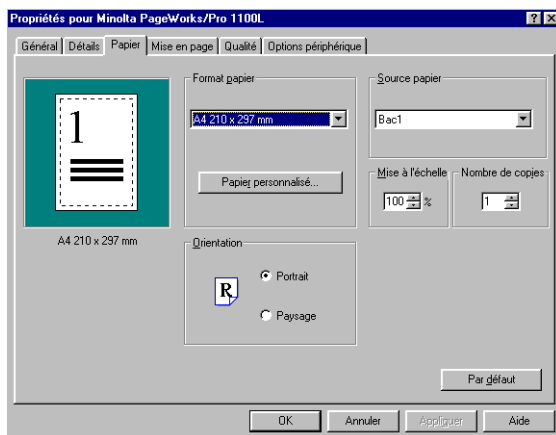 Propriétés pour Minolta PageWorks/Pro 1100L
Général Détails Papier Mise en page Qualité Options périphérique
1
A4 210 x 297 mm
Format papier
A4 210 x 297 mm
Papier personnalisé...
Source papier
Bac1
Mise à l'échelle
100 %
Nombre de copies
1
Orientation
R
Portrait
Paysage
Par défaut
OK Annuler Appliquer Aide